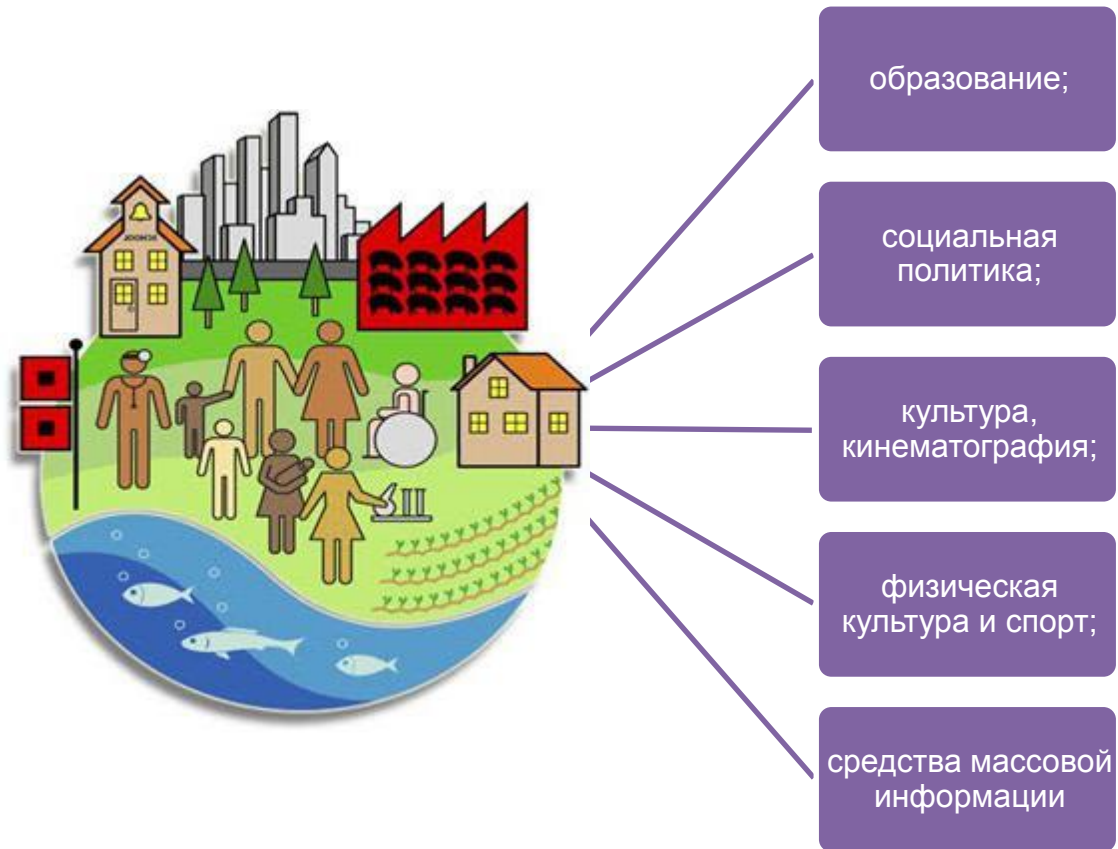 образование;
социальная
политика;
культура,
кинематография;
физическая
культура и спорт;
средства массовой
информации